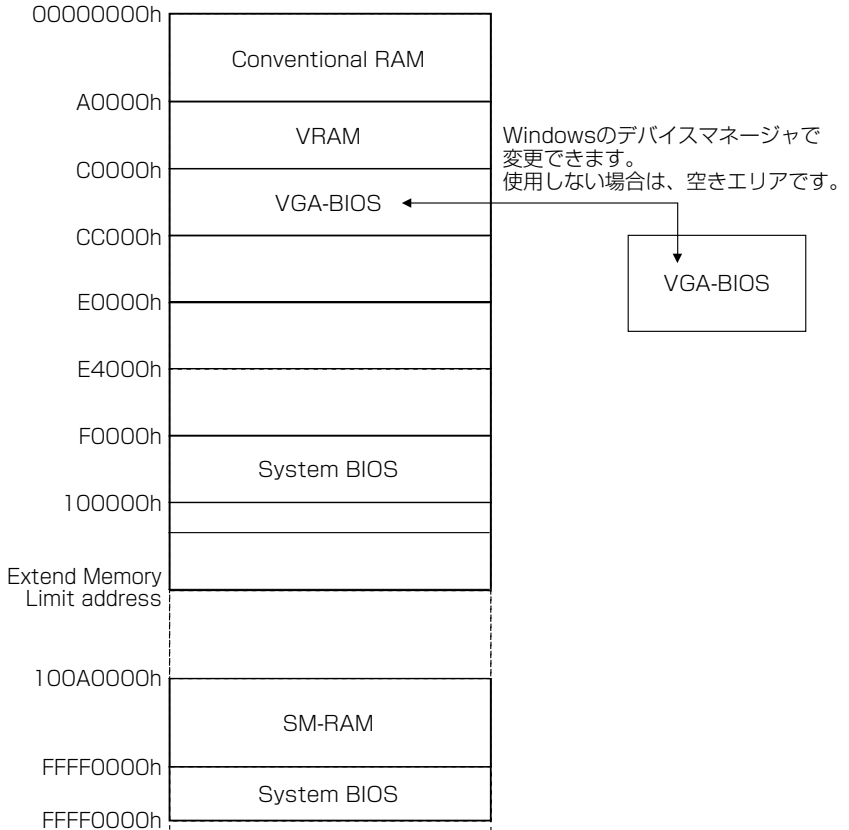 00000000h
Conventional RAM
A0000h
VRAM
Windowsのデバイスマネージャで
変更できます。
使用しない場合は、空きエリアです。
C0000h
VGA-BIOS
CC000h
VGA-BIOS
E0000h
E4000h
F0000h
System BIOS
100000h
Extend Memory
Limit address
100A0000h
SM-RAM
FFFF0000h
System BIOS
FFFF0000h